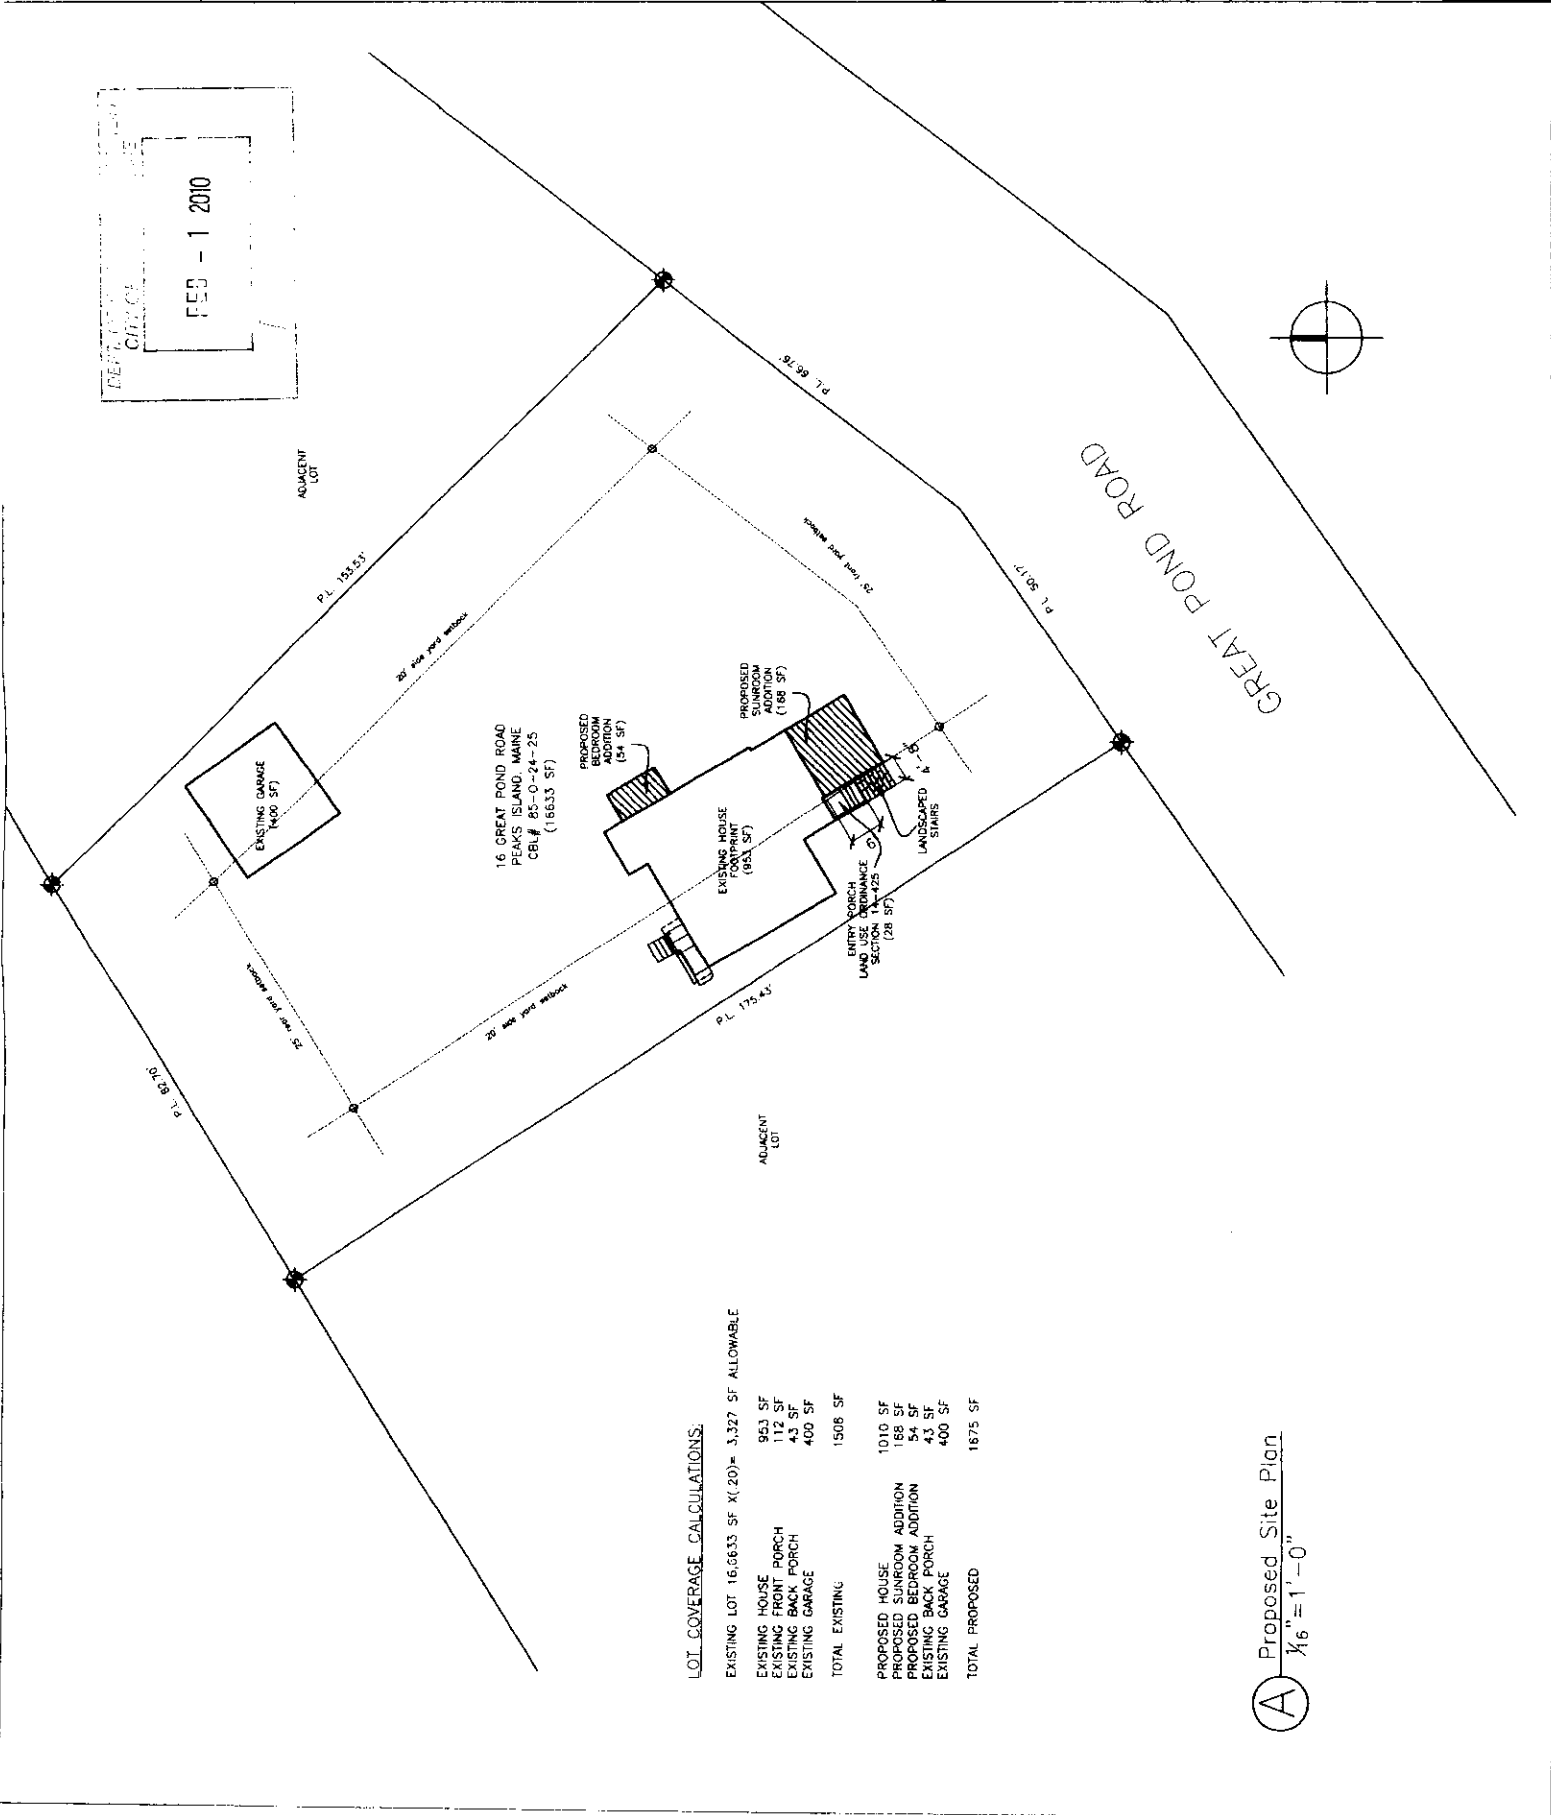 CITY OF
FEB - 1 2010
ADJACENT
LOT
P.L. 153.53'
P.L. 66.76'
20' side yard setback
25' front yard setback
EXISTING GARAGE
(400 SF)
16 GREAT POND ROAD
PEAKS ISLAND, MAINE
CBL# 85-O-24-25
(16633 SF)
PROPOSED
BEDROOM
ADDITION
(54 SF)
PROPOSED
SUNROOM
ADDITION
(168 SF)
P.L. 50.17'
GREAT POND ROAD
EXISTING HOUSE
FOOTPRINT
(953 SF)
4'-8"
6'
LANDSCAPED
STAIRS
ENTRY PORCH
LAND USE ORDINANCE
SECTION 14-425
(28 SF)
25' rear yard setback
20' side yard setback
P.L. 175.43'
P.L. 82.70'
ADJACENT
LOT
LOT COVERAGE CALCULATIONS:
EXISTING LOT 16,6633 SF X(.20)= 3,327 SF ALLOWABLE
EXISTING HOUSE 953 SF
EXISTING FRONT PORCH 112 SF
EXISTING BACK PORCH 43 SF
EXISTING GARAGE 400 SF
TOTAL EXISTING 1508 SF
PROPOSED HOUSE 1010 SF
PROPOSED SUNROOM ADDITION 168 SF
PROPOSED BEDROOM ADDITION 54 SF
EXISTING BACK PORCH 43 SF
EXISTING GARAGE 400 SF
TOTAL PROPOSED 1675 SF
A Proposed Site Plan
1/16"=1'-0"